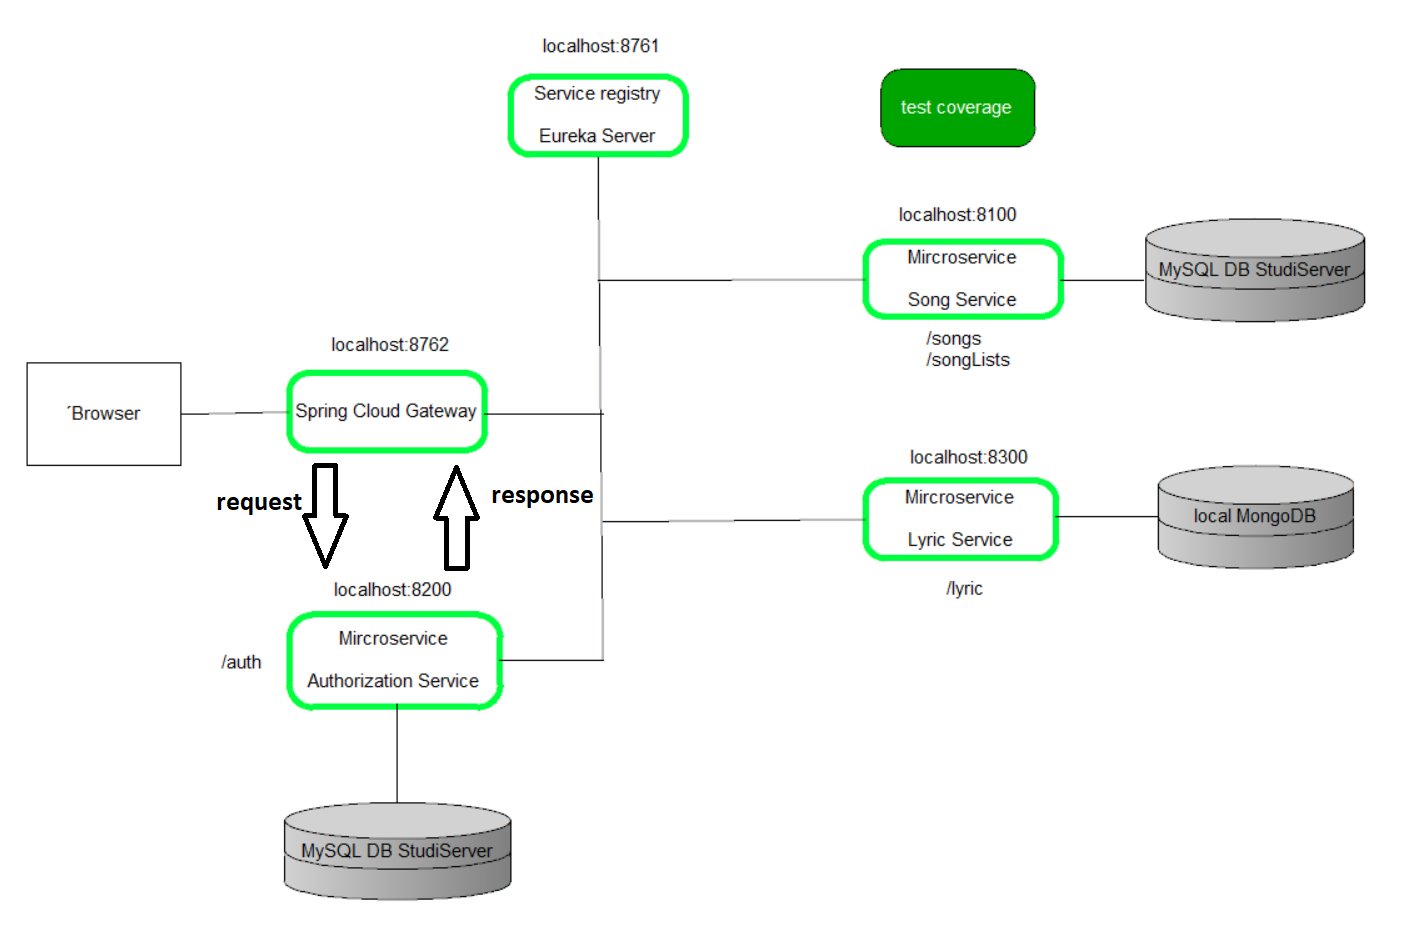 localhost:8761
Service registry
Eureka Server
test coverage
localhost:8100
Mircroservice
Song Service
/songs
/songLists
MySQL DB StudiServer
localhost:8762
´Browser
Spring Cloud Gateway
request
response
localhost:8300
Mircroservice
Lyric Service
/lyric
local MongoDB
localhost:8200
/auth
Mircroservice
Authorization Service
MySQL DB StudiServer